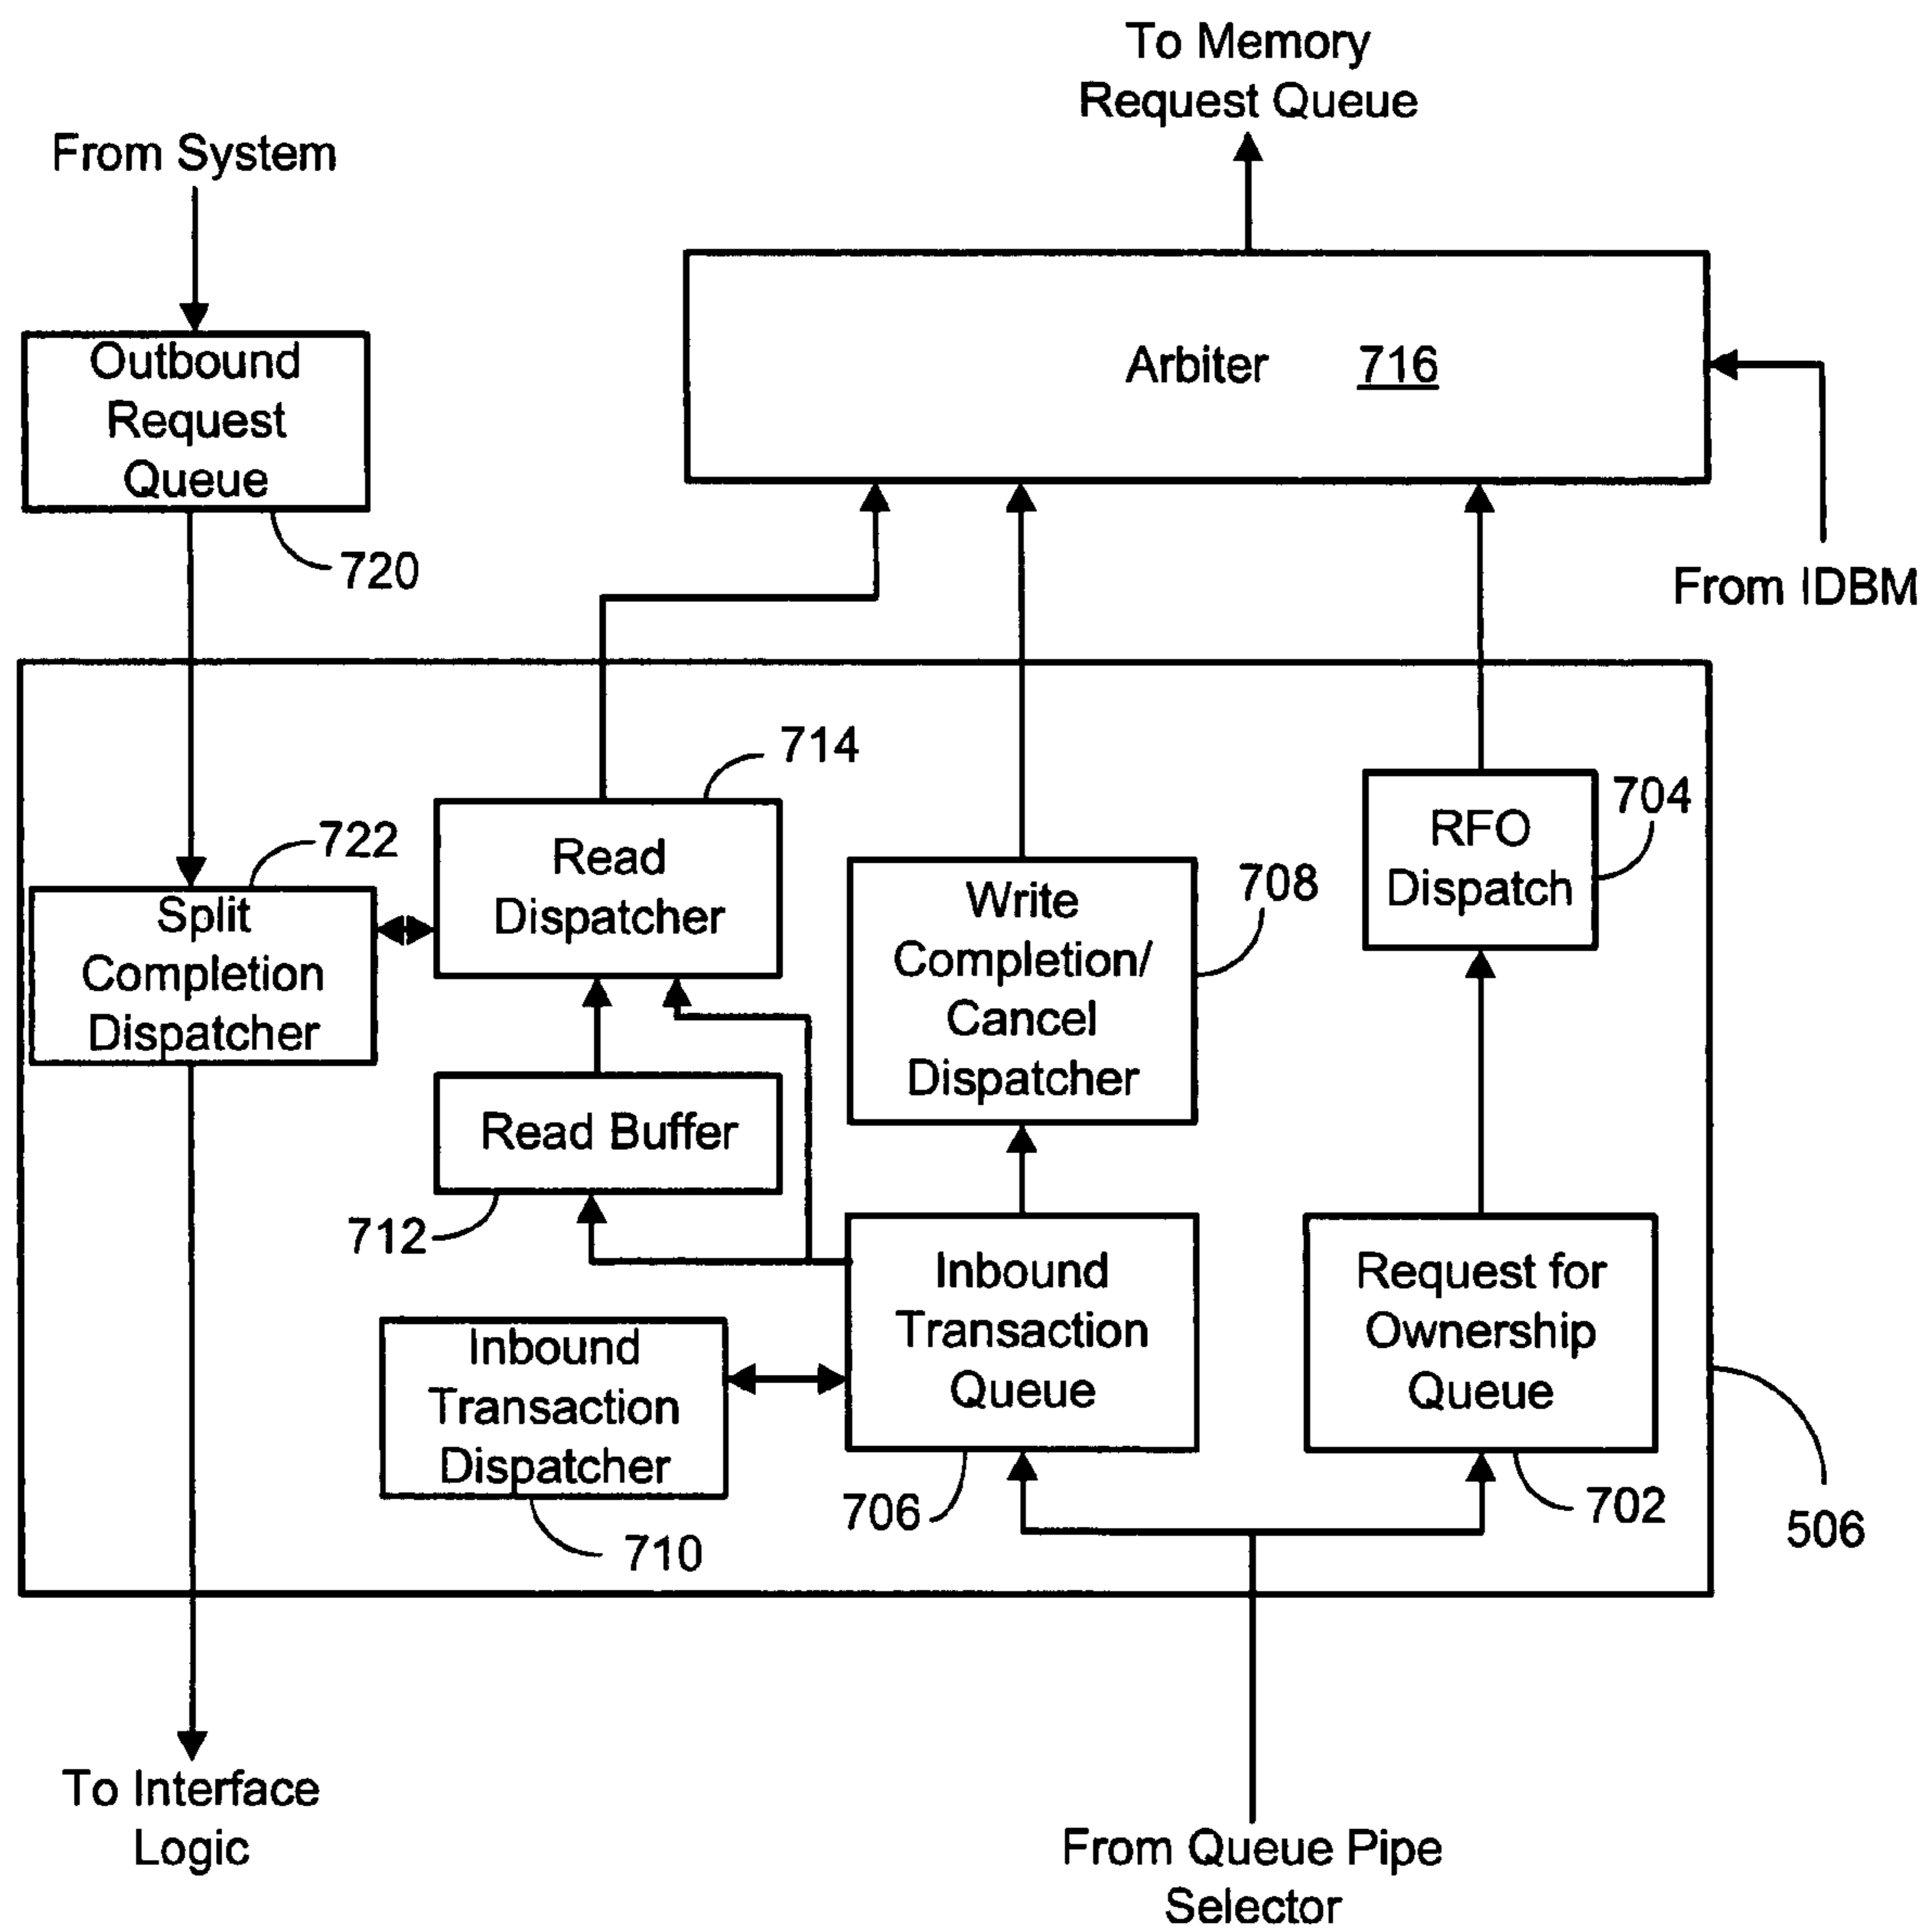 To Memory
Request Queue
From System
Outbound
Request
Queue
720
Arbiter 716
From IDBM
714
722
Read
Dispatcher
Split
Completion
Dispatcher
Write
Completion/
Cancel
Dispatcher
708
RFO
Dispatch
704
Read Buffer
712
Inbound
Transaction
Queue
Request for
Ownership
Queue
Inbound
Transaction
Dispatcher
706
702
710
506
To Interface
Logic
From Queue Pipe
Selector